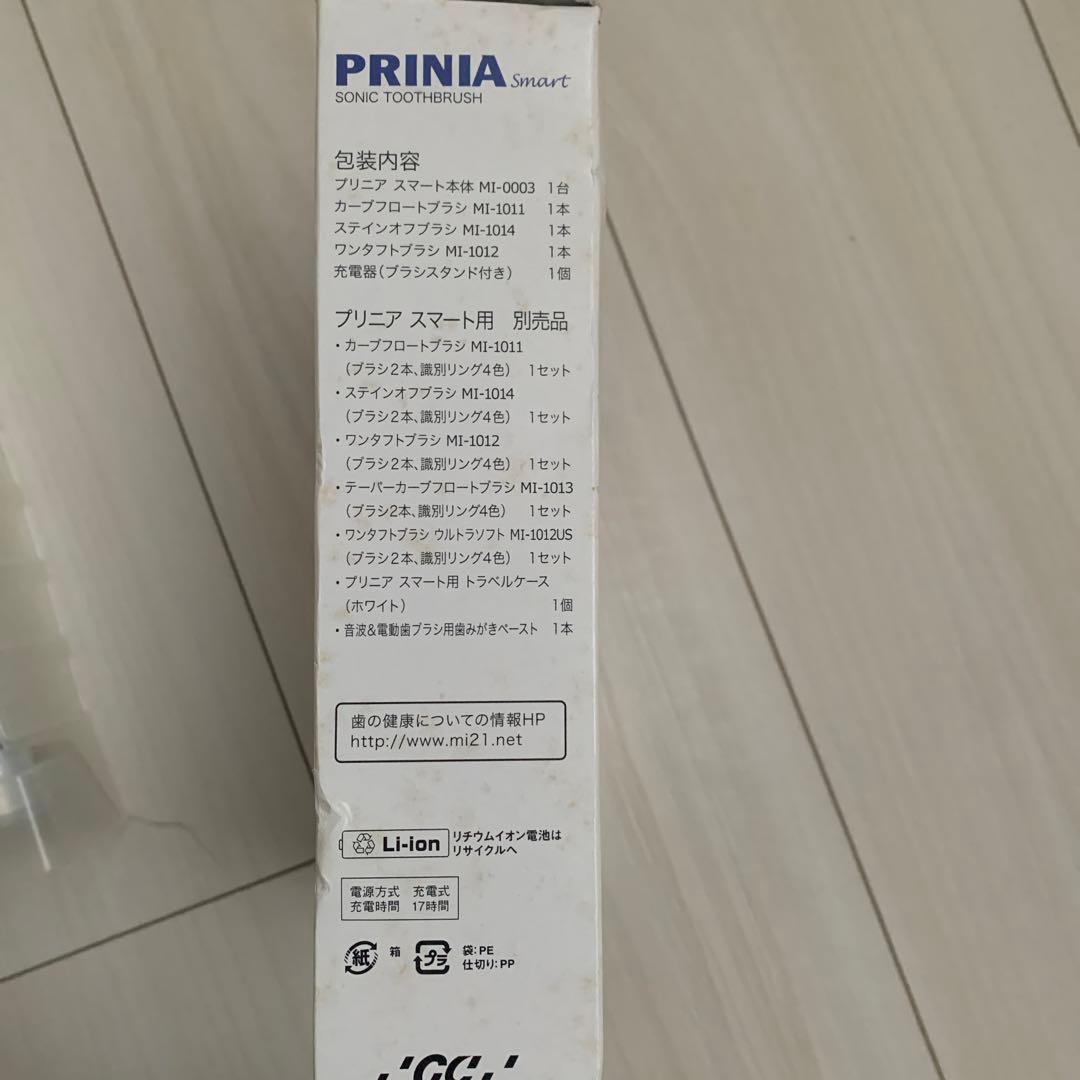 PRINIA Smart
SONIC TOOTHBRUSH
包装内容
プリニア スマート本体 MI-0003 1台
カーブフロートブラシ MI-1011 1本
ステインオフブラシ MI-1014 1本
ワンタフトブラシ MI-1012 1本
充電器(ブラシスタンド付き) 1個
プリニア スマート用 別売品
・カーブフロートブラシ MI-1011
(ブラシ2本、識別リング4色) 1セット
・ステインオフブラシ MI-1014
(ブラシ2本、識別リング4色) 1セット
・ワンタフトブラシ MI-1012
(ブラシ2本、識別リング4色) 1セット
・テーパーカーブフロートブラシ MI-1013
(ブラシ2本、識別リング4色) 1セット
・ワンタフトブラシ ウルトラソフト MI-1012US
(ブラシ2本、識別リング4色) 1セット
・プリニア スマート用 トラベルケース
(ホワイト) 1個
・音波&電動歯ブラシ用歯みがきペースト 1本
歯の健康についての情報HP
http://www.mi21.net
Li-ion リチウムイオン電池は
リサイクルへ
電源方式 充電式
充電時間 17時間
紙 箱 プラ 袋:PE
仕切り:PP
GC